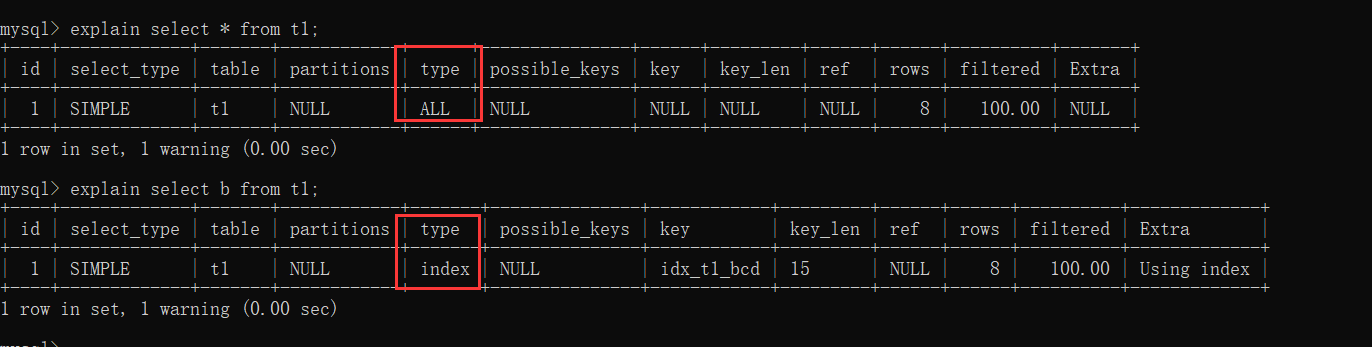 mysql> explain select * from t1;
+----+-------------+-------+------------+------+---------------+------+---------+------+------+----------+-------+
| id | select_type | table | partitions | type | possible_keys | key | key_len | ref | rows | filtered | Extra |
+----+-------------+-------+------------+------+---------------+------+---------+------+------+----------+-------+
| 1 | SIMPLE | t1 | NULL | ALL | NULL | NULL | NULL | NULL | 8 | 100.00 | NULL |
+----+-------------+-------+------------+------+---------------+------+---------+------+------+----------+-------+
1 row in set, 1 warning (0.00 sec)
mysql> explain select b from t1;
+----+-------------+-------+------------+-------+---------------+------------+---------+------+------+----------+-------------+
| id | select_type | table | partitions | type | possible_keys | key | key_len | ref | rows | filtered | Extra |
+----+-------------+-------+------------+-------+---------------+------------+---------+------+------+----------+-------------+
| 1 | SIMPLE | t1 | NULL | index | NULL | idx_t1_bcd | 15 | NULL | 8 | 100.00 | Using index |
+----+-------------+-------+------------+-------+---------------+------------+---------+------+------+----------+-------------+
1 row in set, 1 warning (0.00 sec)
mysql>